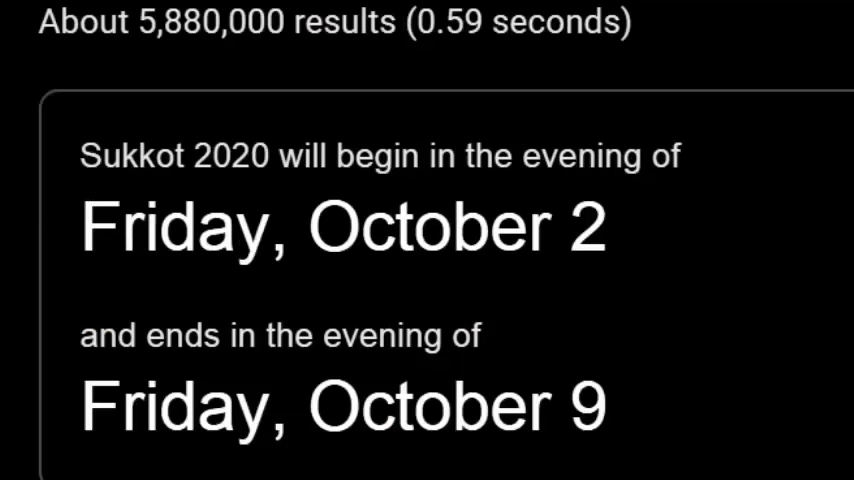 About 5,880,000 results (0.59 seconds)
Sukkot 2020 will begin in the evening of
Friday, October 2
and ends in the evening of
Friday, October 9